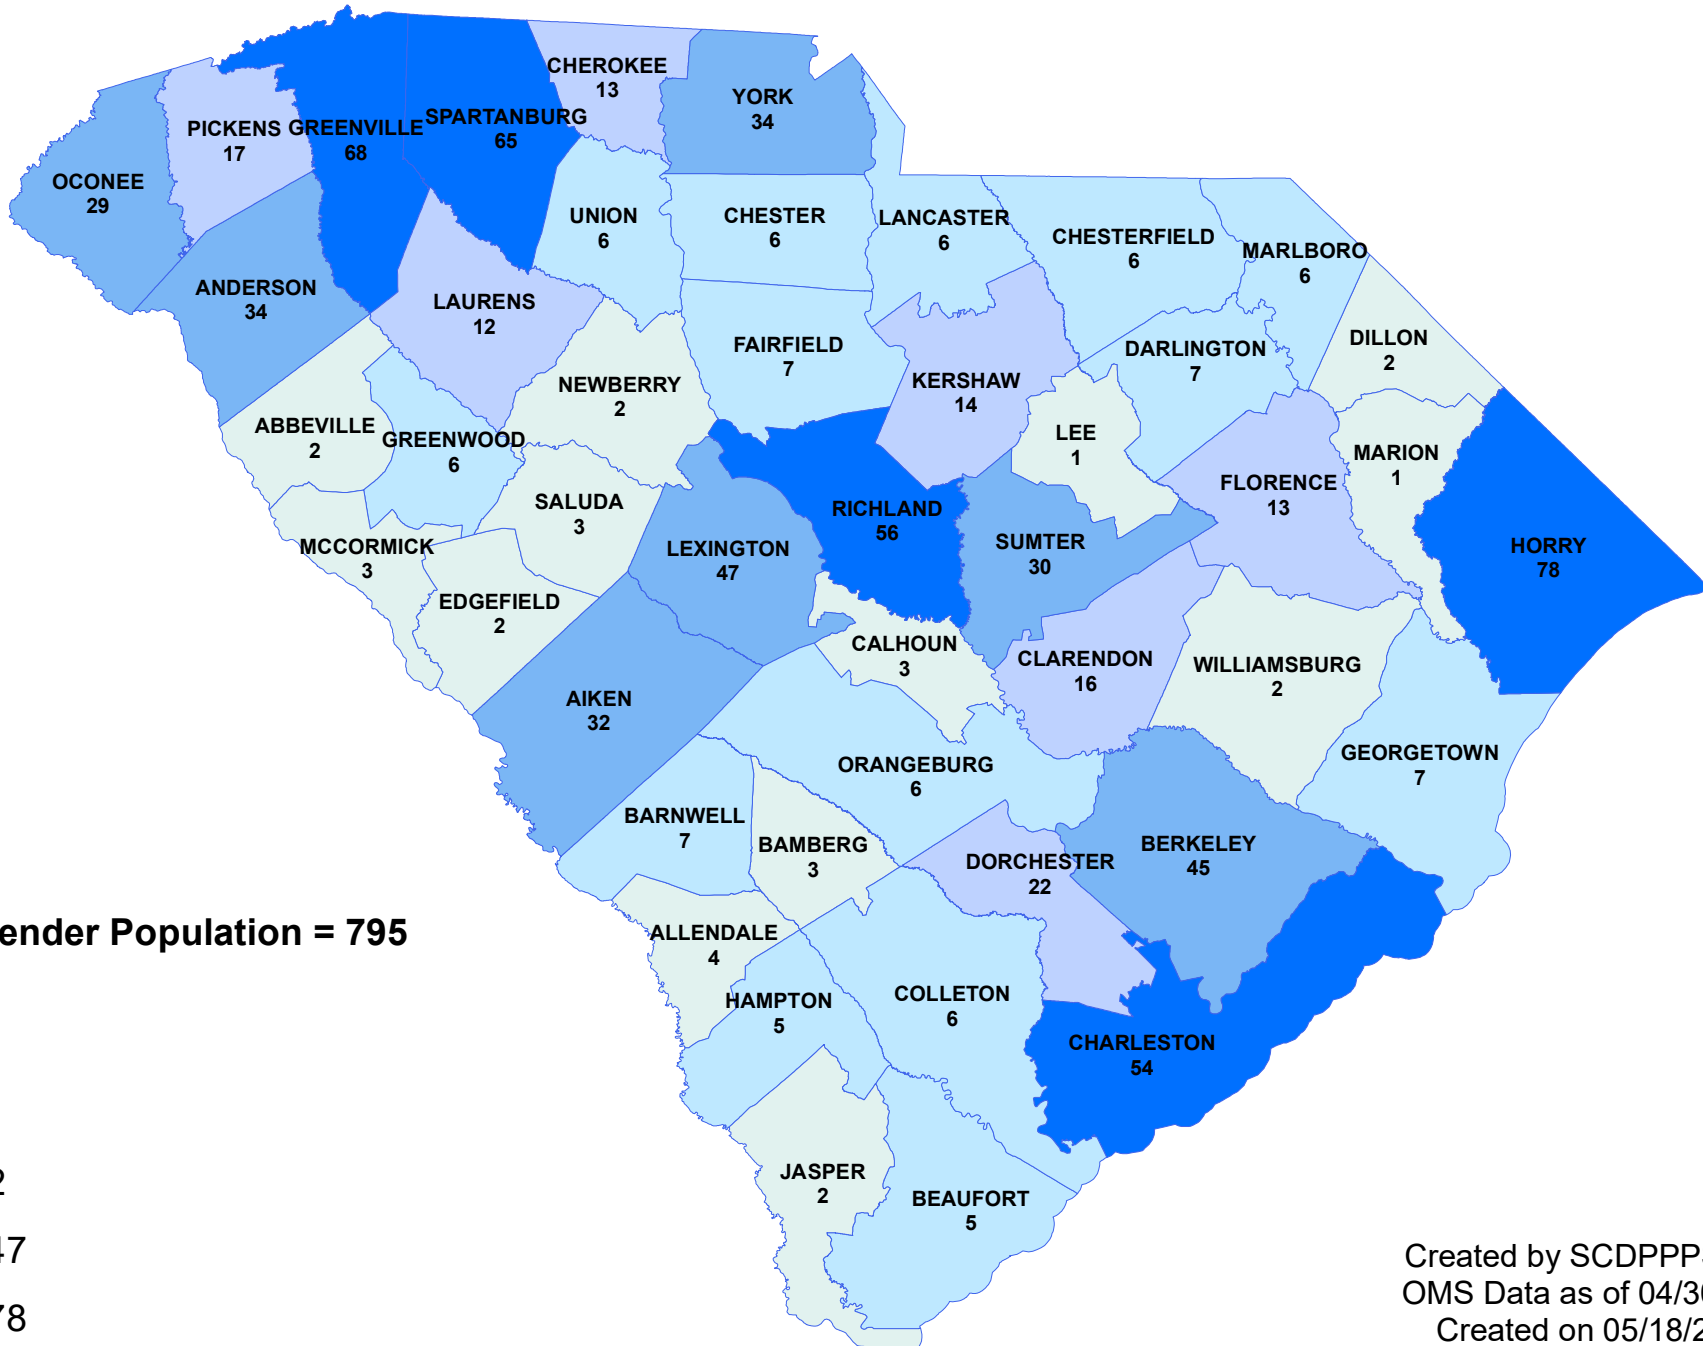 CHEROKEE
13
YORK
34
SPARTANBURG
65
PICKENS
17
GREENVILLE
68
OCONEE
29
UNION
6
CHESTER
6
LANCASTER
6
CHESTERFIELD
6
MARLBORO
6
ANDERSON
34
LAURENS
12
FAIRFIELD
7
DARLINGTON
7
DILLON
2
NEWBERRY
2
KERSHAW
14
ABBEVILLE
2
GREENWOOD
6
LEE
1
MARION
1
FLORENCE
13
SALUDA
3
RICHLAND
56
MCCORMICK
3
LEXINGTON
47
SUMTER
30
HORRY
78
EDGEFIELD
2
CALHOUN
3
CLARENDON
16
WILLIAMSBURG
2
AIKEN
32
ORANGEBURG
6
GEORGETOWN
7
BARNWELL
7
BAMBERG
3
DORCHESTER
22
BERKELEY
45
ender Population = 795
ALLENDALE
4
HAMPTON
5
COLLETON
6
CHARLESTON
54
JASPER
2
BEAUFORT
5
2
47
78
Created by SCDPPP
OMS Data as of 04/30
Created on 05/18/2